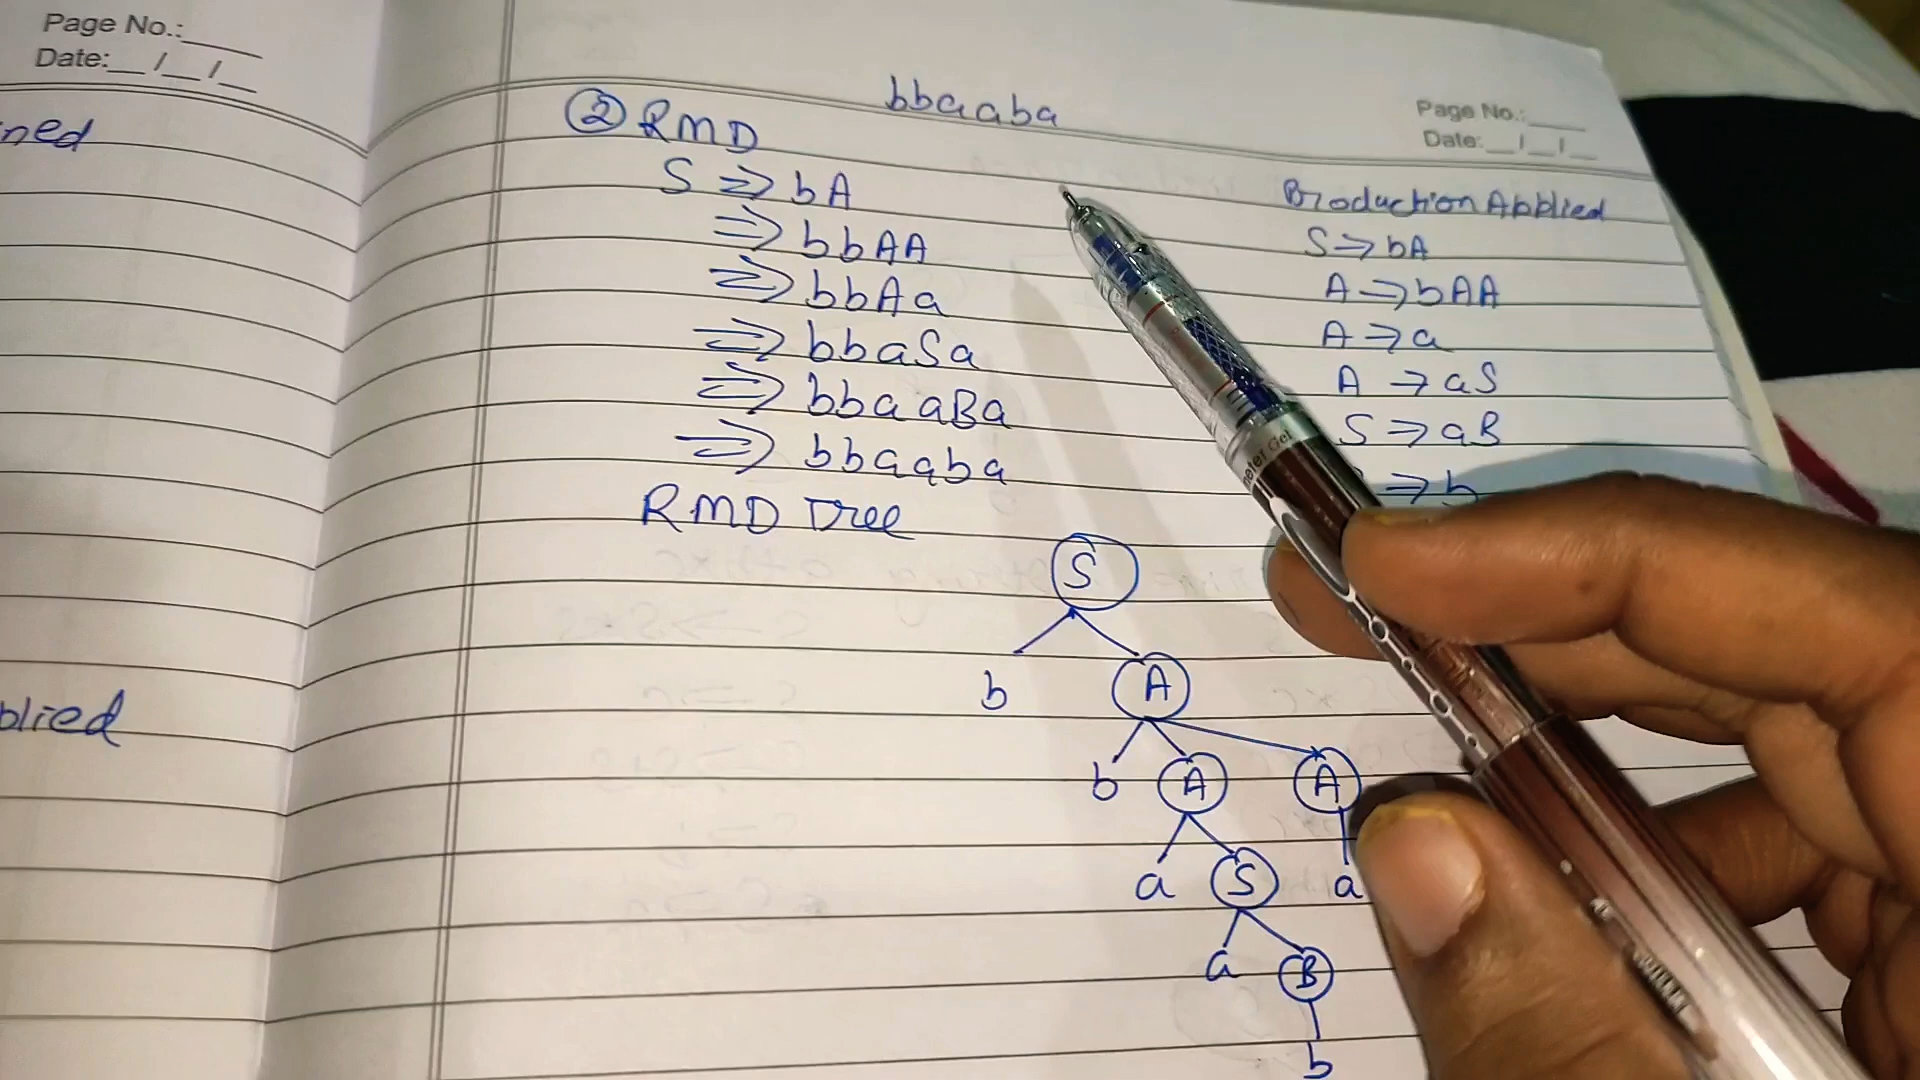 Page No.:
Date: / /
ned
plied
bbaaba
Page No.:
Date: / /
② RMD
S ⇒ bA
⇒ bbAA
⇒ bbAa
⇒ bbaSa
⇒ bbaaBa
⇒ bbaaba
Production Applied
S → bA
A → bAA
A → a
A → aS
S → aB
→ b
RMD Tree
S
b A
b A A
a S a
a B
b